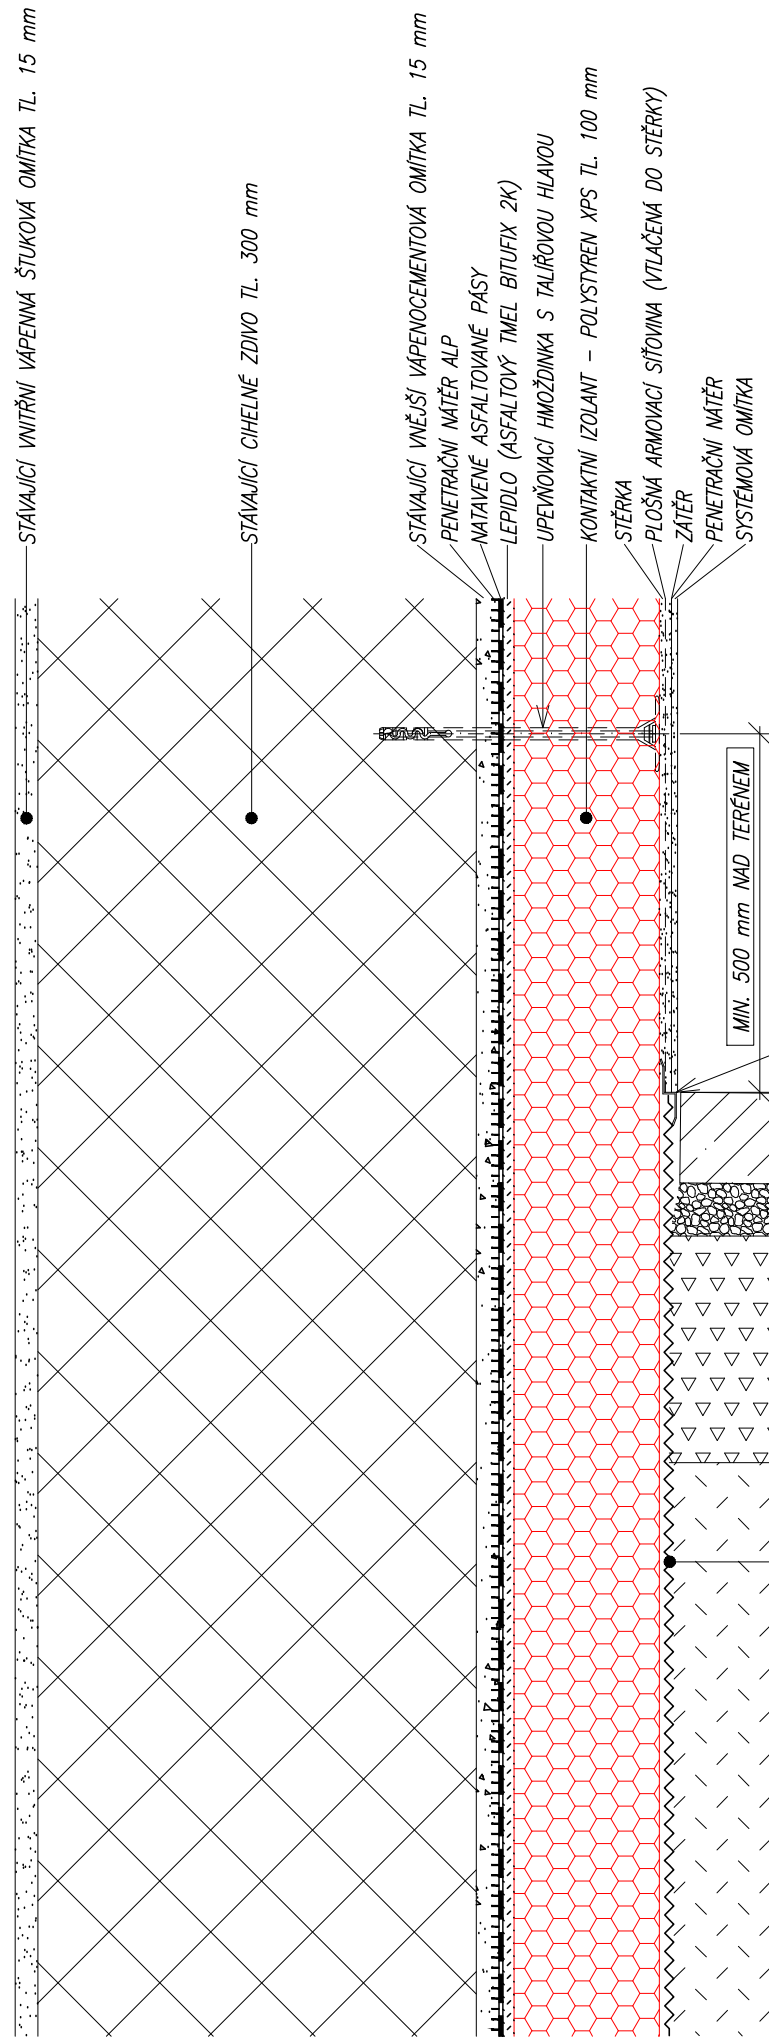 STÁVAJÍCÍ VNITŘNÍ VÁPENNÁ ŠTUKOVÁ OMÍTKA TL. 15 mm
STÁVAJÍCÍ CIHELNÉ ZDIVO TL. 300 mm
STÁVAJÍCÍ VNĚJŠÍ VÁPENOCEMENTOVÁ OMÍTKA TL. 15 mm
PENETRAČNÍ NÁTĚR ALP
NATAVENÉ ASFALTOVANÉ PÁSY
LEPIDLO (ASFALTOVÝ TMEL BITUFIX 2K)
UPEVŇOVACÍ HMOŽDINKA S TALÍŘOVOU HLAVOU
KONTAKTNÍ IZOLANT - POLYSTYREN XPS TL. 100 mm
STĚRKA
PLOŠNÁ ARMOVACÍ SÍŤOVINA (VTLAČENÁ DO STĚRKY)
ZÁTĚR
PENETRAČNÍ NÁTĚR
SYSTÉMOVÁ OMÍTKA
MIN. 500 mm NAD TERÉNEM